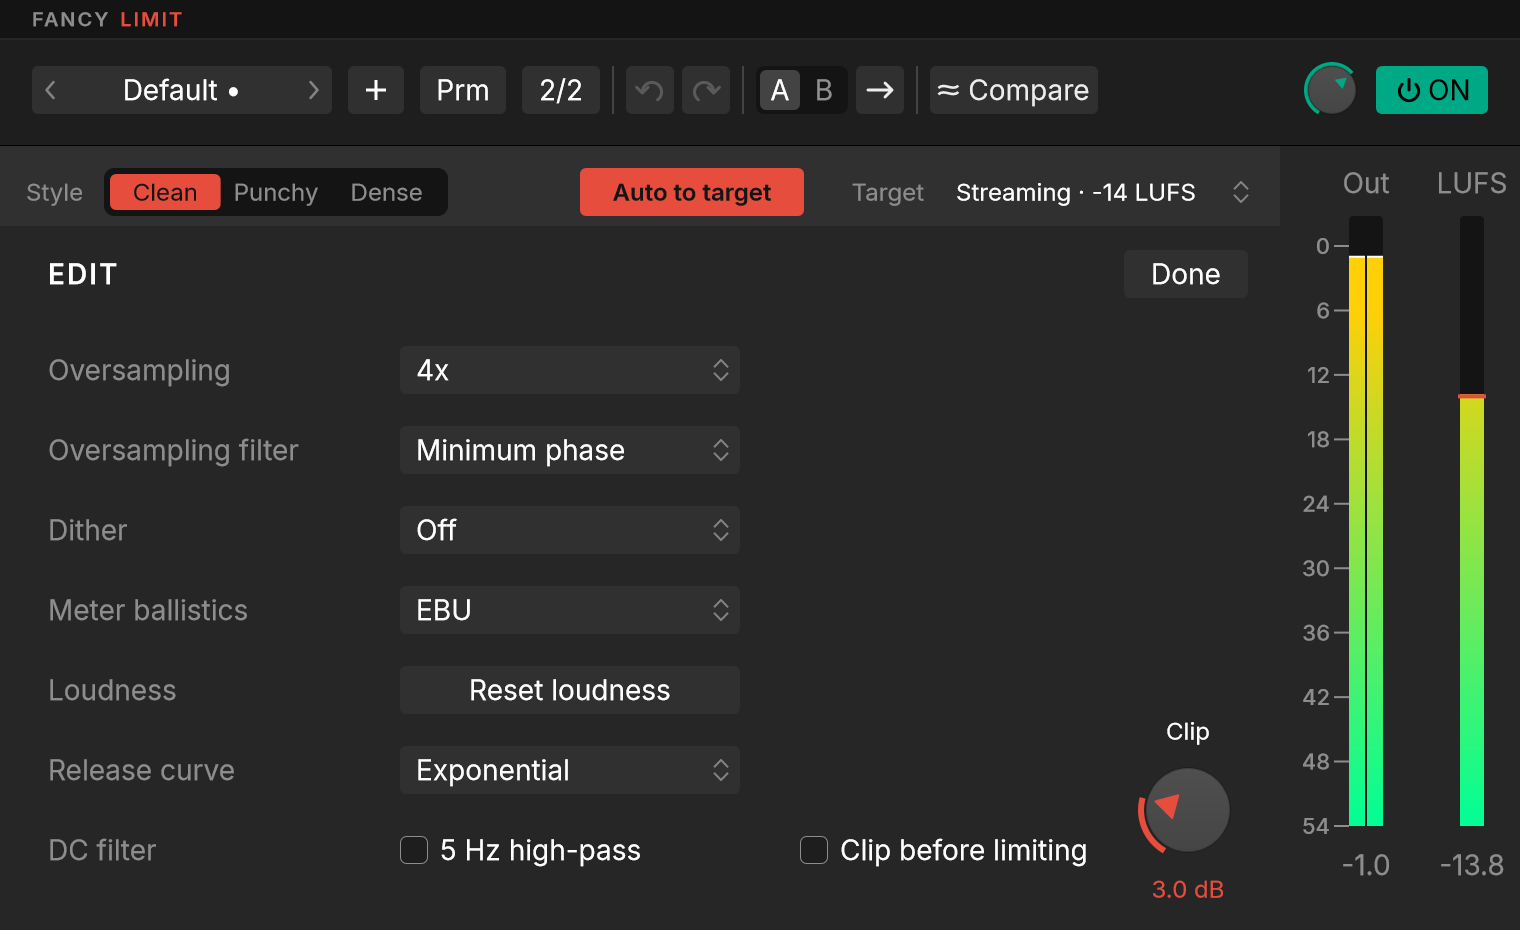 FANCY LIMIT
Default •
+
Prm
2/2
A B
→
≈ Compare
ON
Style
Clean
Punchy
Dense
Auto to target
Target
Streaming · -14 LUFS
Out
LUFS
EDIT
Done
Oversampling
4x
Oversampling filter
Minimum phase
Dither
Off
Meter ballistics
EBU
Loudness
Reset loudness
Release curve
Exponential
DC filter
5 Hz high-pass
Clip before limiting
Clip
3.0 dB
0
6
12
18
24
30
36
42
48
54
-1.0
-13.8